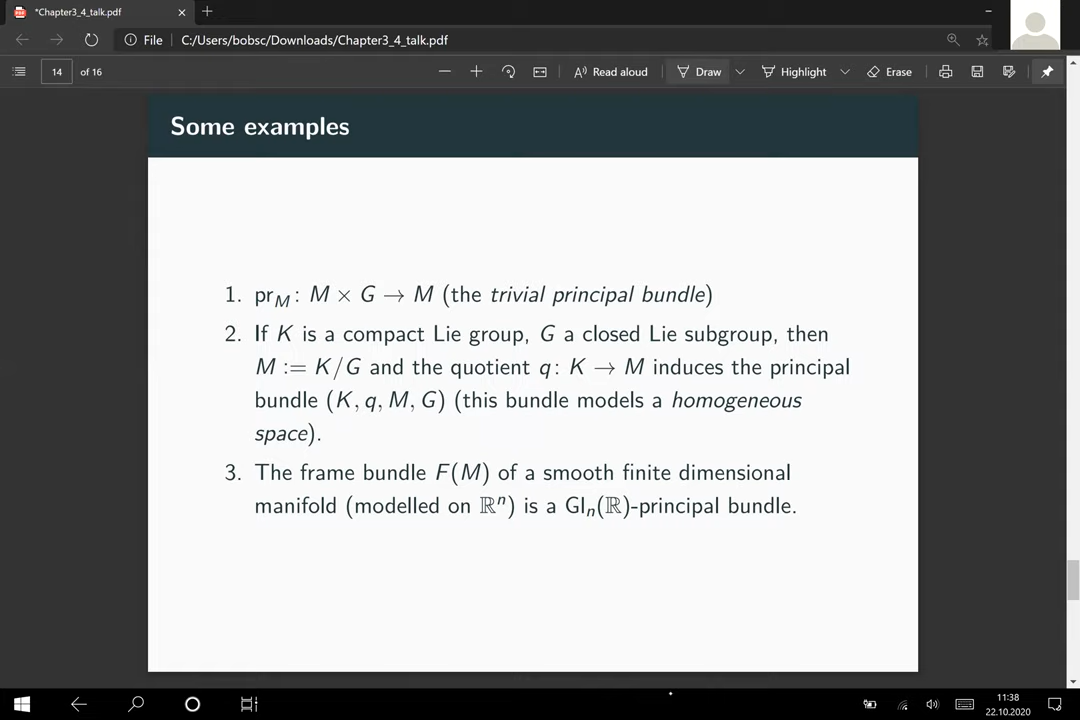 *Chapter3_4_talk.pdf
File C:/Users/bobsc/Downloads/Chapter3_4_talk.pdf
14 of 16 Read aloud Draw Highlight Erase
Some examples
1. pr_M : M × G → M (the trivial principal bundle)
2. If K is a compact Lie group, G a closed Lie subgroup, then
M := K/G and the quotient q : K → M induces the principal
bundle (K, q, M, G) (this bundle models a homogeneous
space).
3. The frame bundle F(M) of a smooth finite dimensional
manifold (modelled on ℝⁿ) is a Glₙ(ℝ)-principal bundle.
11:38
22.10.2020